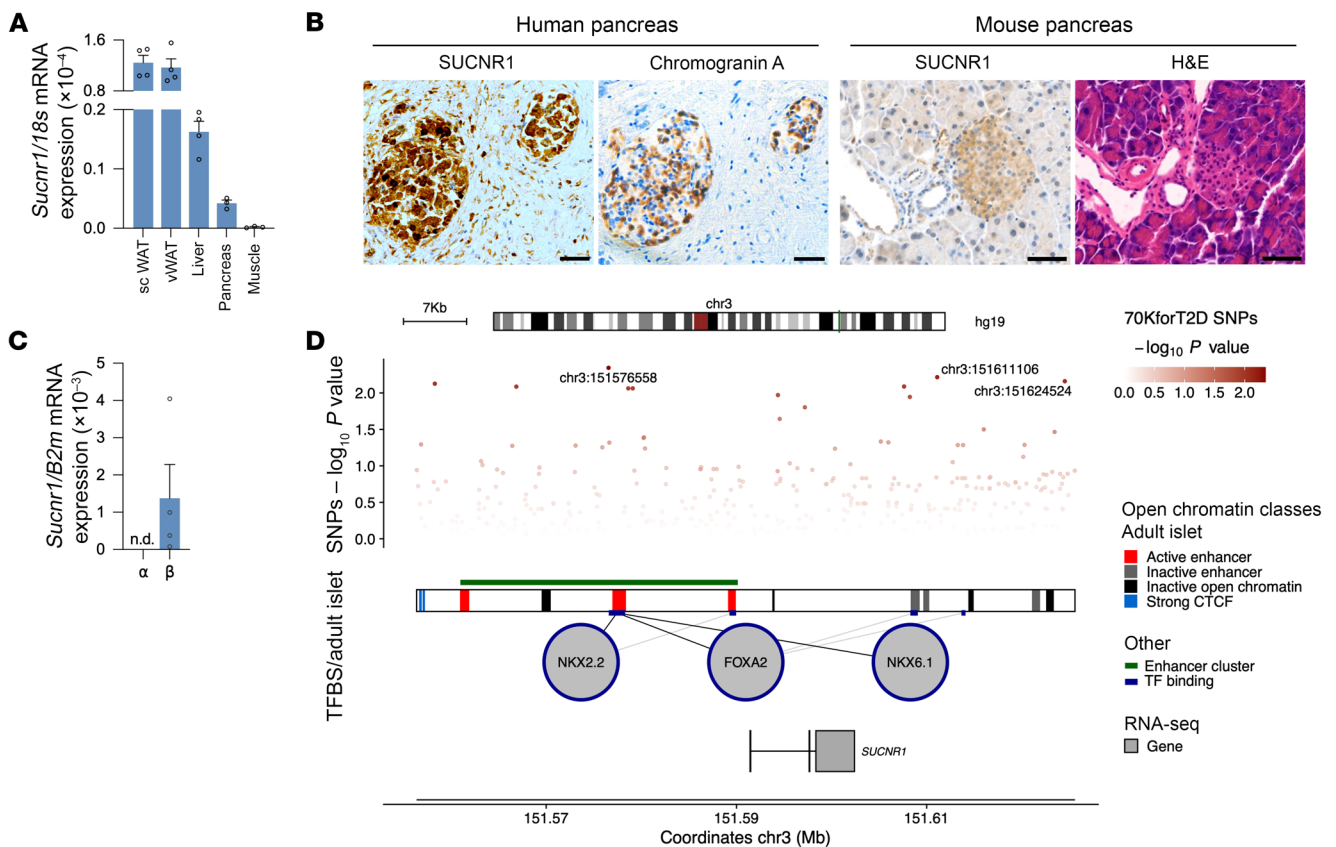 A
Sucnr1/18s mRNA
expression (×10⁻⁴)
1.6
0.8
0.2
0.1
0.0
sc WAT
vWAT
Liver
Pancreas
Muscle
B
Human pancreas
Mouse pancreas
SUCNR1
Chromogranin A
SUCNR1
H&E
C
Sucnr1/B2m mRNA
expression (×10⁻³)
5
4
3
2
1
0
n.d.
α
β
D
7Kb
chr3
hg19
SNPs − log₁₀ P value
2.0
1.5
1.0
0.5
0.0
chr3:151576558
chr3:151611106
chr3:151624524
70KforT2D SNPs
−log₁₀ P value
0.0 0.5 1.0 1.5 2.0
TFBS/adult islet
NKX2.2
FOXA2
NKX6.1
SUCNR1
151.57
151.59
151.61
Coordinates chr3 (Mb)
Open chromatin classes
Adult islet
Active enhancer
Inactive enhancer
Inactive open chromatin
Strong CTCF
Other
Enhancer cluster
TF binding
RNA-seq
Gene